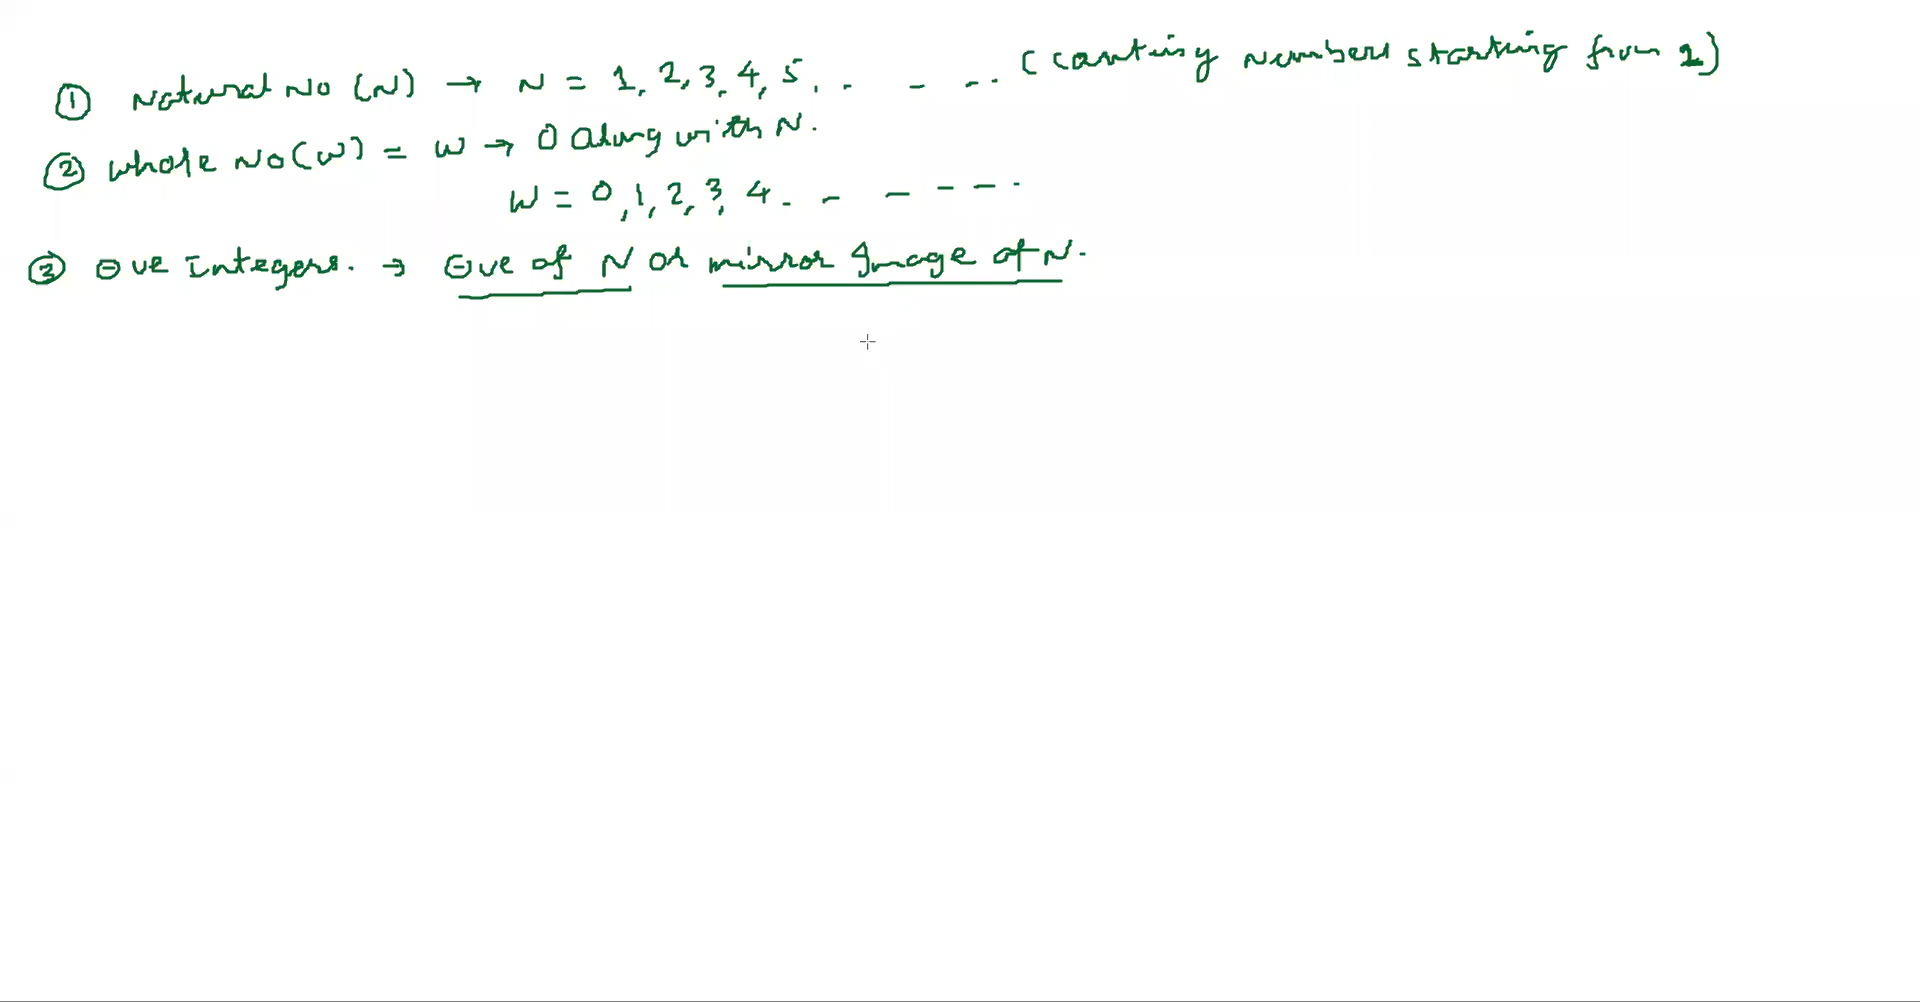 ① Natural No (N) → N = 1, 2, 3, 4, 5, . - - -. (Counting numbers starting from 1)
② Whole No (W) = W → 0 Along with N.
W = 0, 1, 2, 3, 4 . - - - - - .
③ ⊖ve Integers. → ⊖ve of N or mirror Image of N.